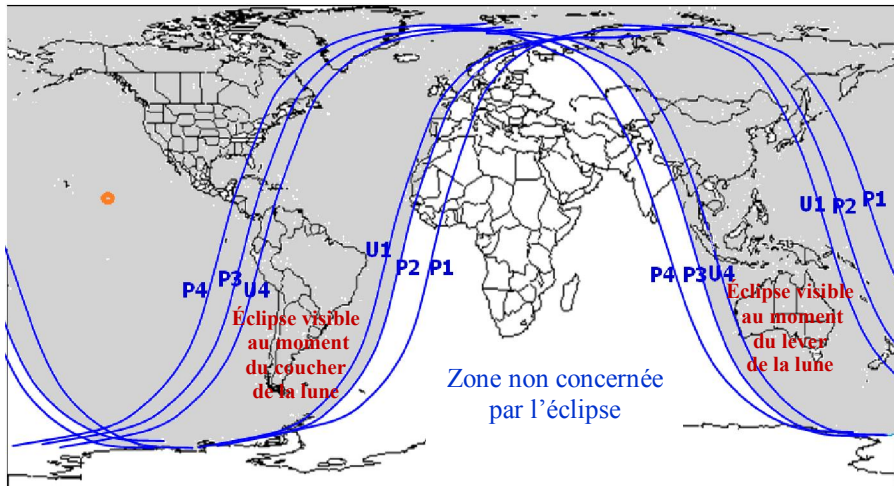 U1
P2
P1
U1
P2
P1
P4
P3
U4
P4
P3
U4
Éclipse visible
au moment
du coucher
de la lune
Éclipse visible
au moment
du lever
de la lune
Zone non concernée
par l’éclipse